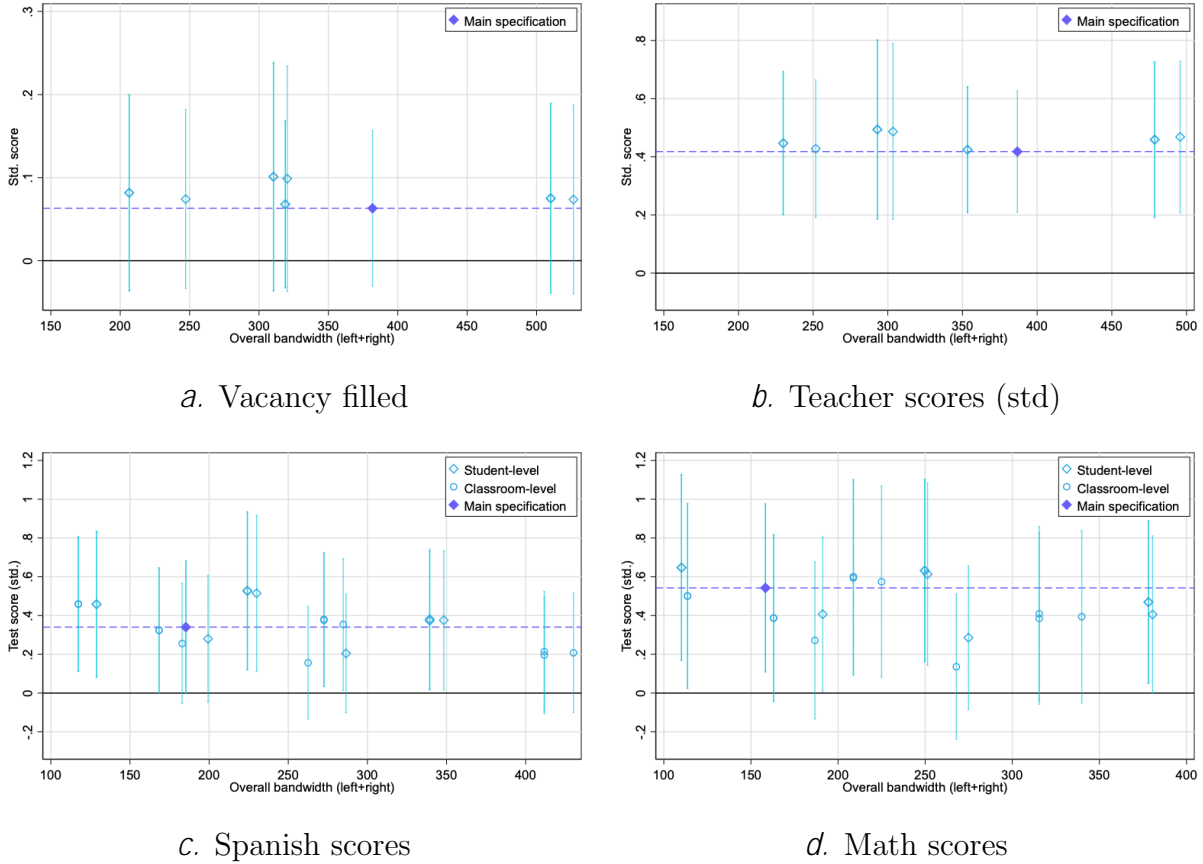 Main specification
Std. score
.3
.2
.1
0
150 200 250 300 350 400 450 500
Overall bandwidth (left+right)
a. Vacancy filled
Main specification
Std. score
.8
.6
.4
.2
0
150 200 250 300 350 400 450 500
Overall bandwidth (left+right)
b. Teacher scores (std)
Student-level
Classroom-level
Main specification
Test score (std.)
1.2
1
.8
.6
.4
.2
0
-.2
100 150 200 250 300 350 400
Overall bandwidth (left+right)
c. Spanish scores
Student-level
Classroom-level
Main specification
Test score (std.)
1.2
1
.8
.6
.4
.2
0
-.2
100 150 200 250 300 350 400
Overall bandwidth (left+right)
d. Math scores